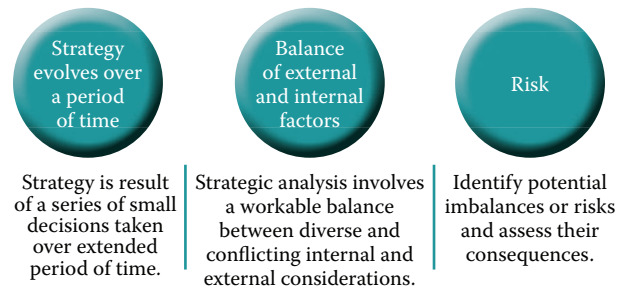 Strategy
evolves over
a period
of time
Balance
of external
and internal
factors
Risk
Strategy is result
of a series of small
decisions taken
over extended
period of time.
Strategic analysis involves
a workable balance
between diverse and
conflicting internal and
external considerations.
Identify potential
imbalances or risks
and assess their
consequences.